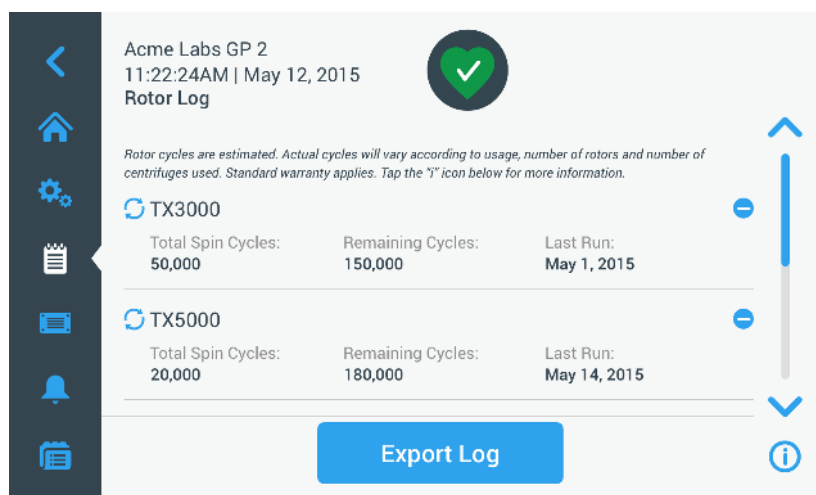 Acme Labs GP 2
11:22:24AM | May 12, 2015
Rotor Log
Rotor cycles are estimated. Actual cycles will vary according to usage, number of rotors and number of
centrifuges used. Standard warranty applies. Tap the "i" icon below for more information.
TX3000
Total Spin Cycles: Remaining Cycles: Last Run:
50,000 150,000 May 1, 2015
TX5000
Total Spin Cycles: Remaining Cycles: Last Run:
20,000 180,000 May 14, 2015
Export Log